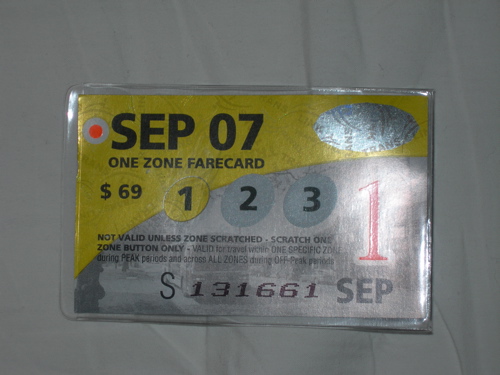 SEP 07
ONE ZONE FARECARD
$ 69 1 2 3 1
NOT VALID UNLESS ZONE SCRATCHED - SCRATCH ONE
ZONE BUTTON ONLY - VALID for travel within ONE SPECIFIC ZONE
during PEAK periods and across ALL ZONES during OFF-Peak periods
S 131661 SEP